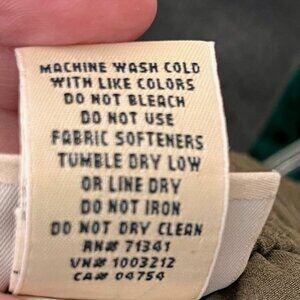 MACHINE WASH COLD
WITH LIKE COLORS
DO NOT BLEACH
DO NOT USE
FABRIC SOFTENERS
TUMBLE DRY LOW
OR LINE DRY
DO NOT IRON
DO NOT DRY CLEAN
RN# 71341
VN# 1003212
CA# 04754